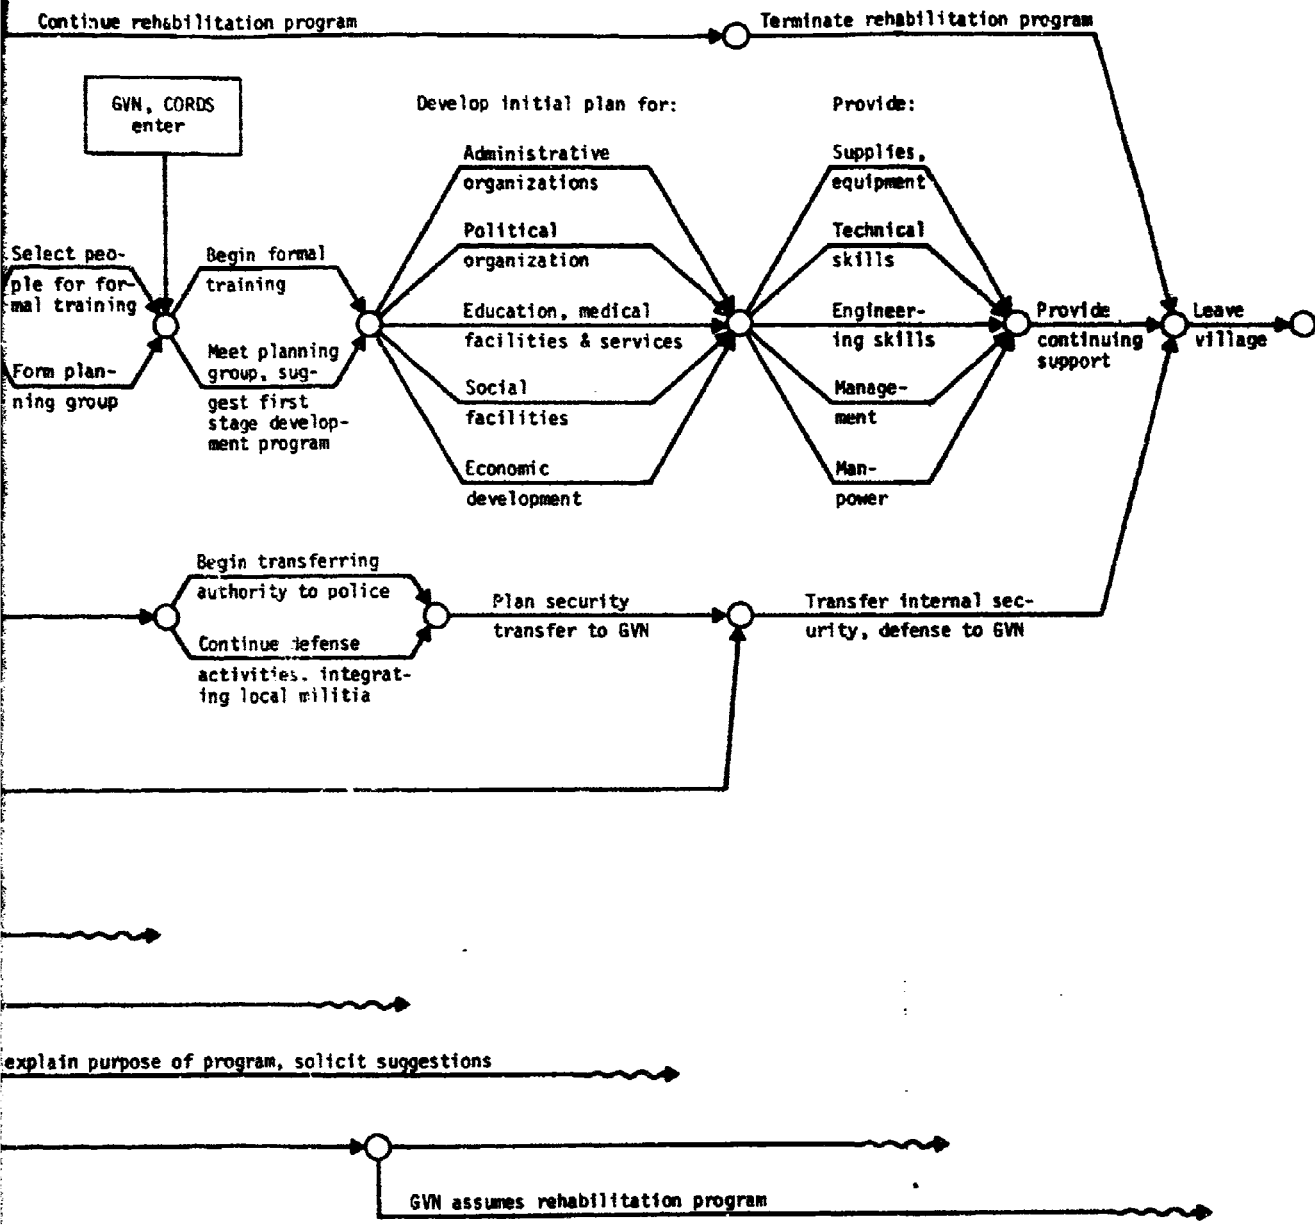 Continue rehabilitation program
Terminate rehabilitation program
GVN, CORDS
enter
Develop initial plan for:
Provide:
Select peo-
ple for for-
mal training
Form plan-
ning group
Begin formal
training
Meet planning
group, sug-
gest first
stage develop-
ment program
Administrative
organizations
Political
organization
Education, medical
facilities & services
Social
facilities
Economic
development
Supplies,
equipment
Technical
skills
Engineer-
ing skills
Manage-
ment
Man-
power
Provide
continuing
support
Leave
village
Begin transferring
authority to police
Continue defense
activities, integrat-
ing local militia
Plan security
transfer to GVN
Transfer internal sec-
urity, defense to GVN
explain purpose of program, solicit suggestions
GVN assumes rehabilitation program